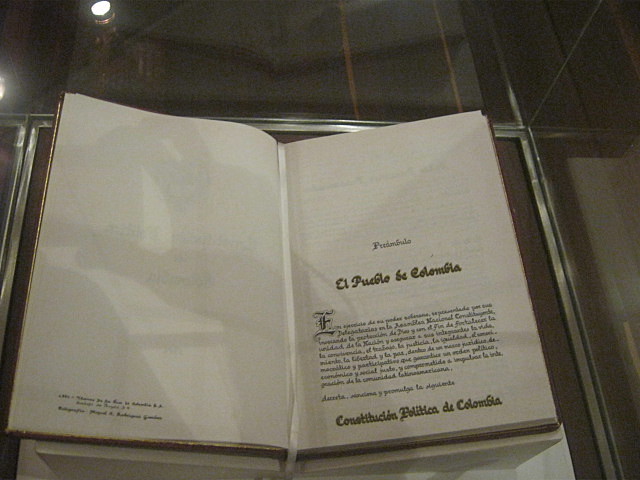 Preámbulo
El Pueblo de Colombia
En ejercicio de su poder soberano, representado por sus
Delegatarios en la Asamblea Nacional Constituyente,
invocando la protección de Dios y con el fin de fortalecer la
unidad de la Nación y asegurar a sus integrantes la vida,
la convivencia, el trabajo, la justicia, la igualdad, el conoci-
miento, la libertad y la paz, dentro de un marco jurídico de-
mocrático y participativo que garantice un orden político,
económico y social justo, y comprometido a impulsar la inte-
gración de la comunidad latinoamericana,
decreta, sanciona y promulga la siguiente
Constitución Política de Colombia